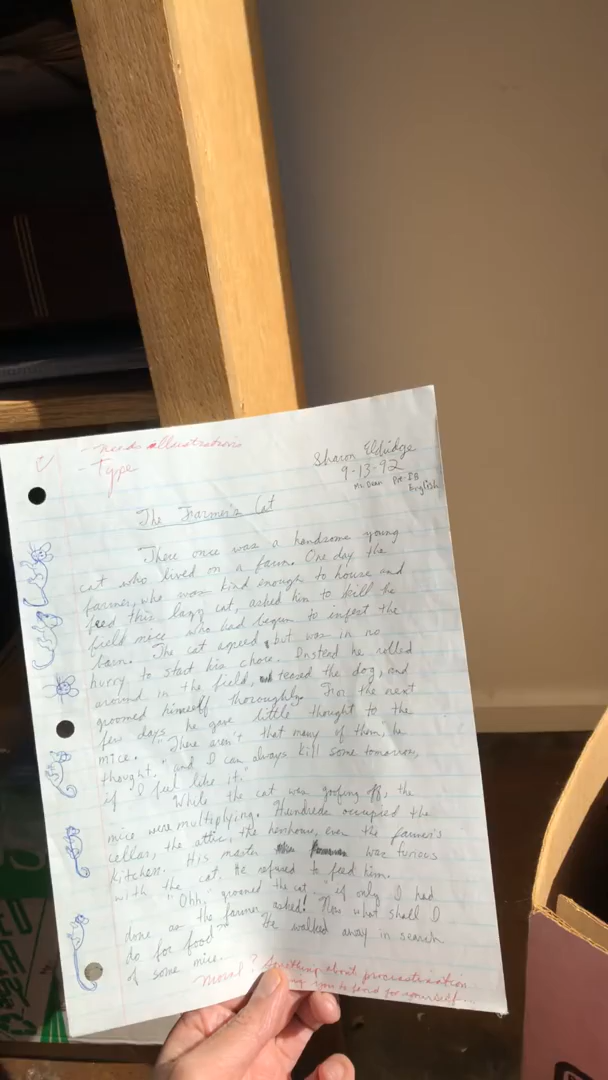 - needs illustrations
- Type
Sharon Eldridge
9-13-92
Mr. Dean Pre-IB
English
The Farmer's Cat
There once was a handsome young
cat who lived on a farm. One day the
farmer, who was kind enough to house and
feed this lazy cat, asked him to kill the
field mice who had begun to infest the
barn. The cat agreed, but was in no
hurry to start his chore. Instead he rolled
around in the field, teased the dog, and
groomed himself thoroughly. For the next
few days he gave little thought to the
mice. "There aren't that many of them, he
thought, "and I can always kill some tomorrow,
if I feel like it."
While the cat was goofing off, the
mice were multiplying. Hundreds occupied the
cellar, the attic, the henhouse, even the farmer's
kitchen. His master was furious
with the cat. He refused to feed him.
"Ohh," groaned the cat, "if only I had
done as the farmer asked! Now what shall I
do for food?" He walked away in search
of some mice.
Moral? Something about procrastination
you to fend for yourself...